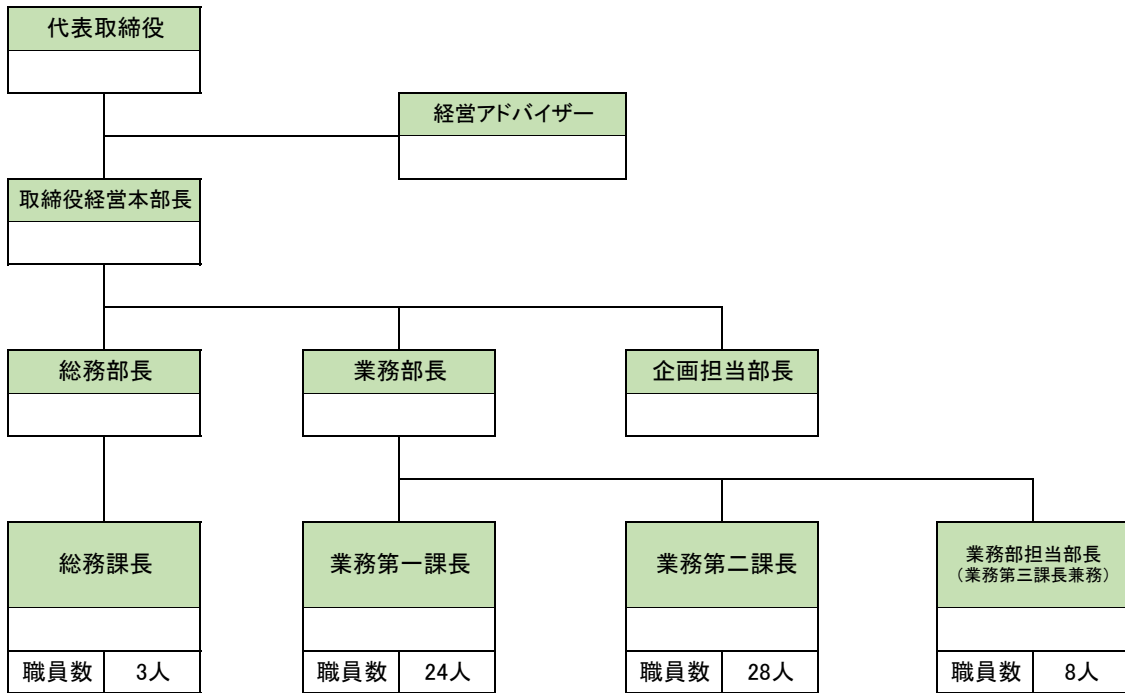 代表取締役
経営アドバイザー
取締役経営本部長
総務部長
業務部長
企画担当部長
総務課長
業務第一課長
業務第二課長
業務部担当部長
（業務第三課長兼務）
職員数 3人
職員数 24人
職員数 28人
職員数 8人